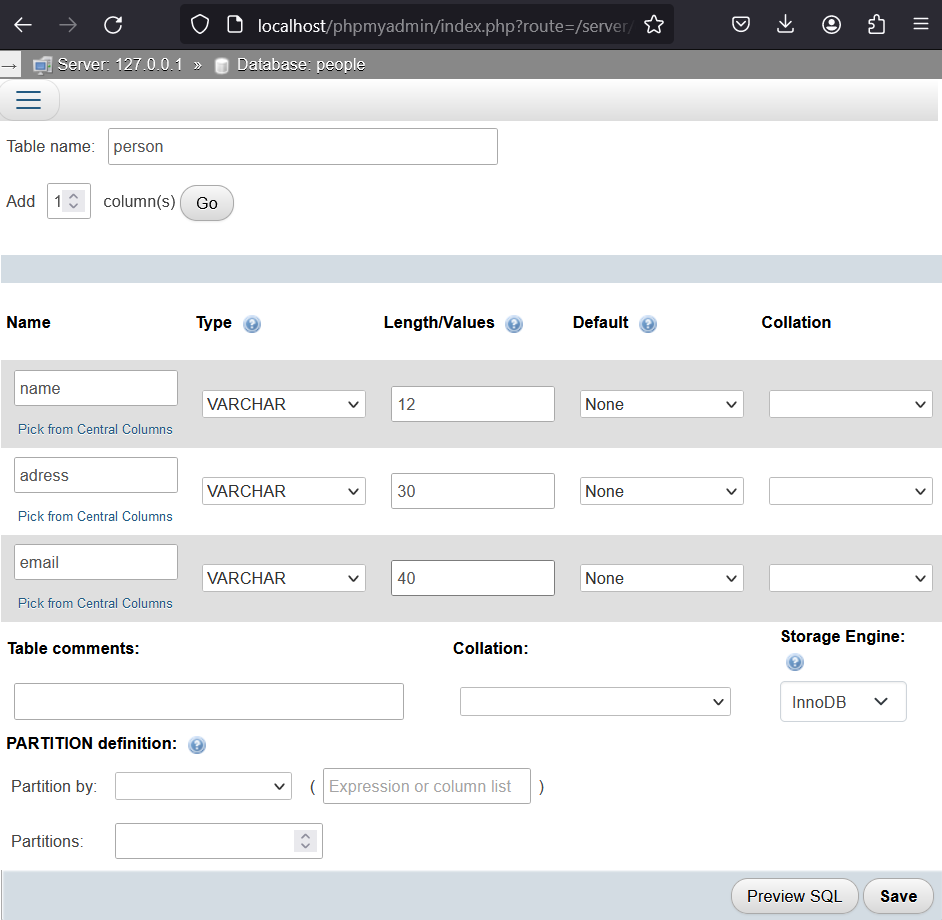 localhost/phpmyadmin/index.php?route=/server/
→ Server: 127.0.0.1 » Database: people
Table name: person
Add 1 column(s) Go
Name Type Length/Values Default Collation
name VARCHAR 12 None
Pick from Central Columns
adress VARCHAR 30 None
Pick from Central Columns
email VARCHAR 40 None
Pick from Central Columns
Table comments: Collation: Storage Engine:
InnoDB
PARTITION definition:
Partition by: ( Expression or column list )
Partitions:
Preview SQL Save